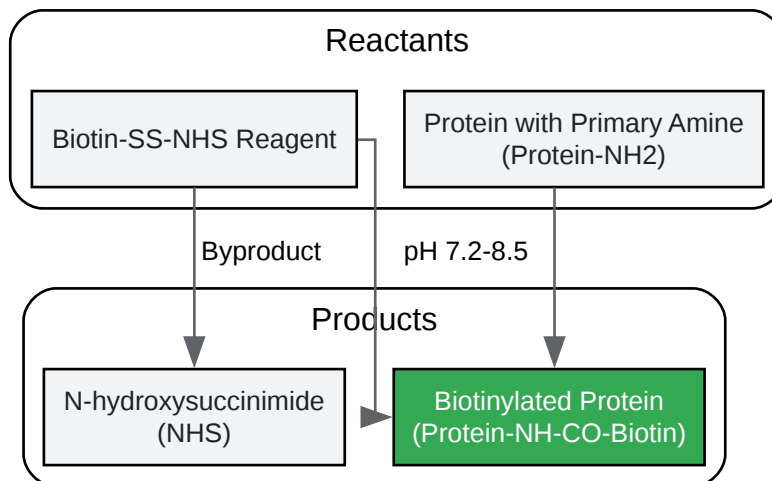 Reactants
Biotin-SS-NHS Reagent
Protein with Primary Amine
(Protein-NH2)
Byproduct
pH 7.2-8.5
Products
N-hydroxysuccinimide
(NHS)
Biotinylated Protein
(Protein-NH-CO-Biotin)